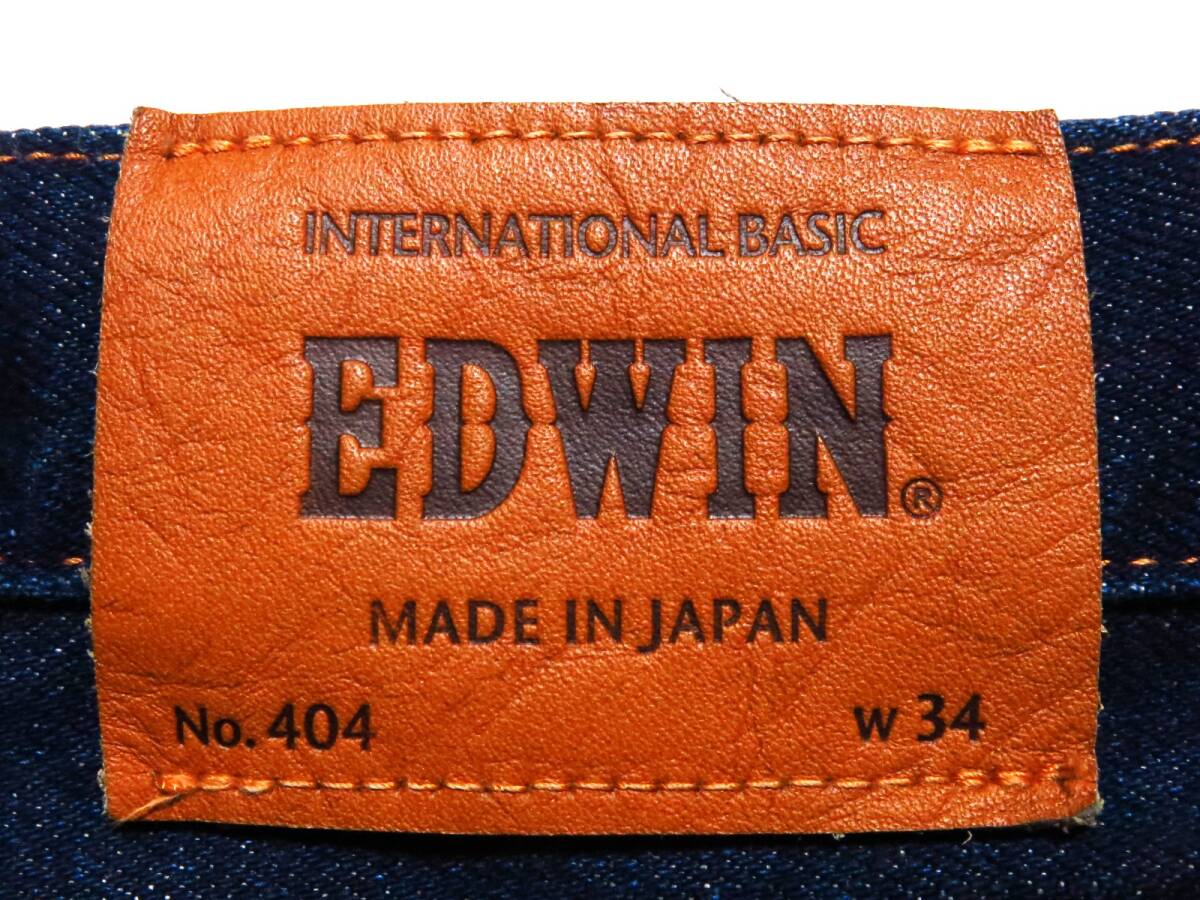 INTERNATIONAL BASIC
EDWIN®
MADE IN JAPAN
No. 404 W 34